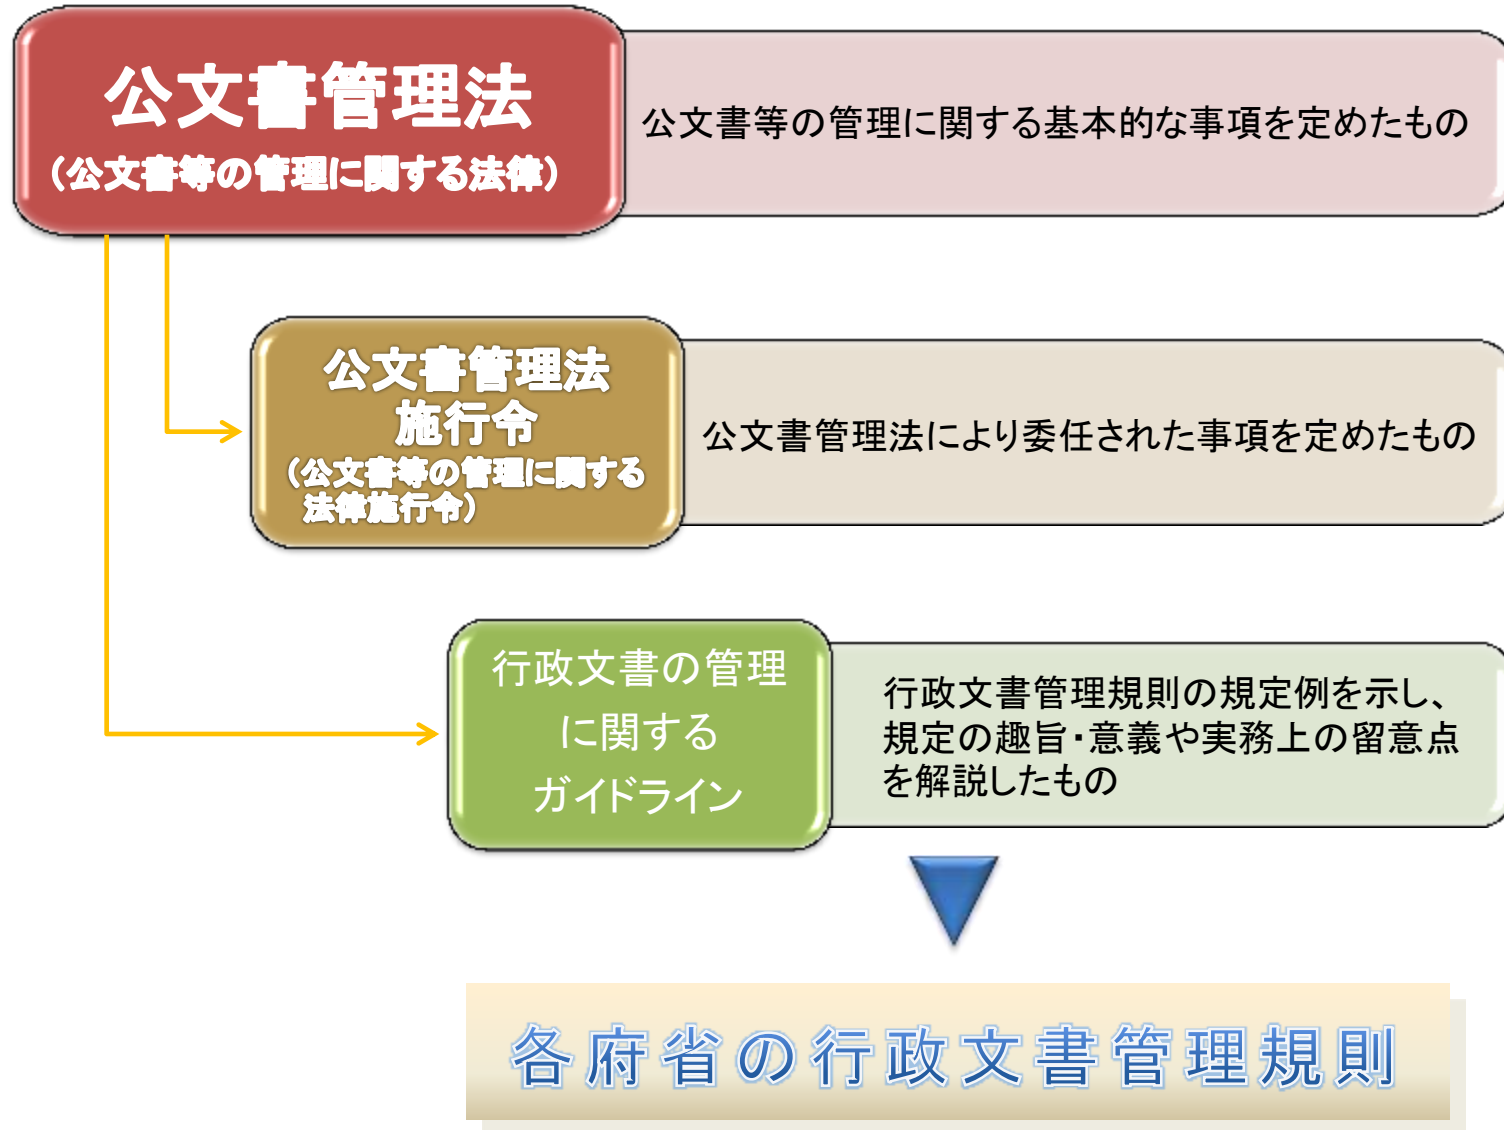 公文書管理法
（公文書等の管理に関する法律）
公文書等の管理に関する基本的な事項を定めたもの
公文書管理法
施行令
（公文書等の管理に関する
法律施行令）
公文書管理法により委任された事項を定めたもの
行政文書の管理
に関する
ガイドライン
行政文書管理規則の規定例を示し、
規定の趣旨・意義や実務上の留意点
を解説したもの
各府省の行政文書管理規則